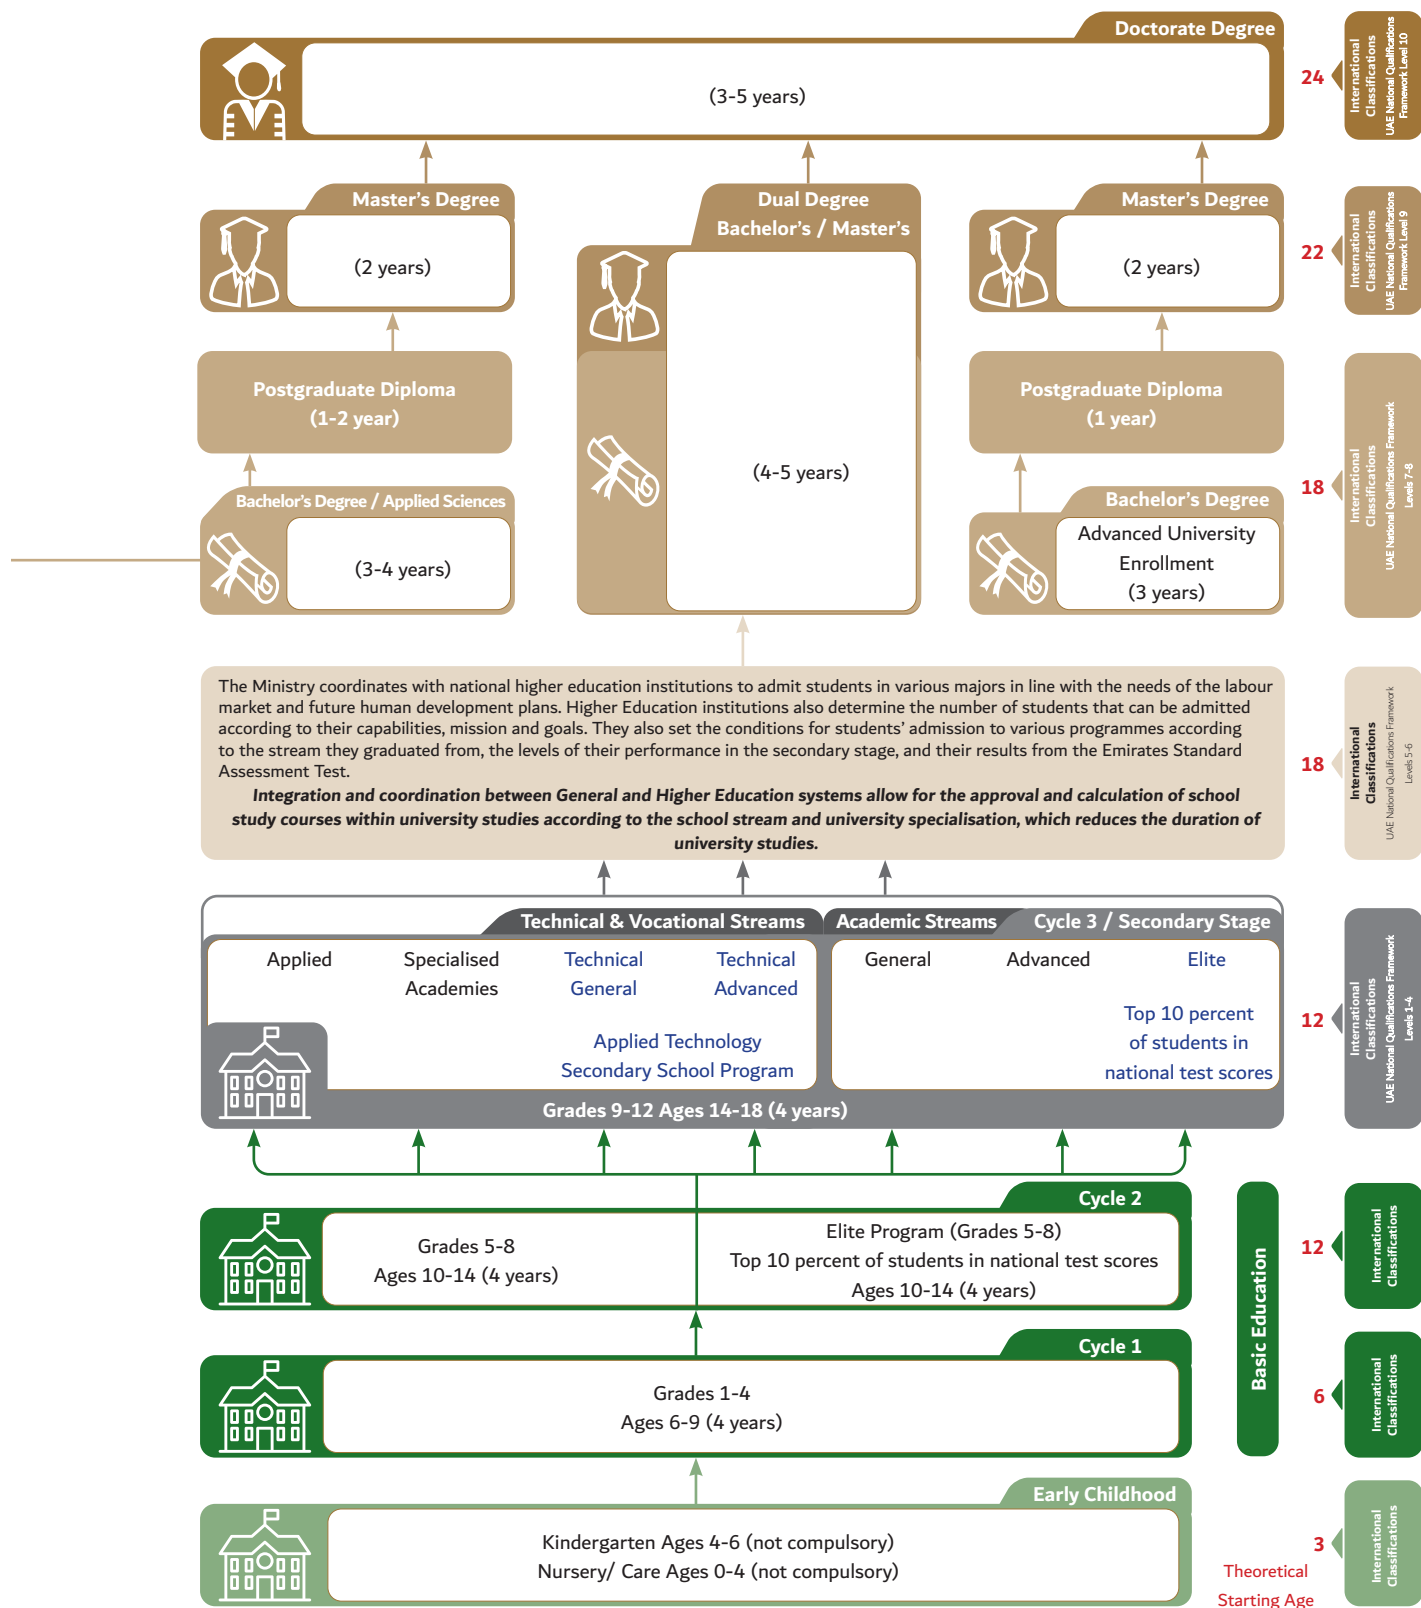 Doctorate Degree
(3-5 years)
24
International
Classifications
UAE National Qualifications
Framework Level 10
Master's Degree
(2 years)
Dual Degree
Bachelor's / Master's
(4-5 years)
Master's Degree
(2 years)
22
International
Classifications
UAE National Qualifications
Framework Level 9
Postgraduate Diploma
(1-2 year)
Postgraduate Diploma
(1 year)
Bachelor's Degree / Applied Sciences
(3-4 years)
Bachelor's Degree
Advanced University
Enrollment
(3 years)
18
International
Classifications
UAE National Qualifications Framework
Levels 7-8
The Ministry coordinates with national higher education institutions to admit students in various majors in line with the needs of the labour
market and future human development plans. Higher Education institutions also determine the number of students that can be admitted
according to their capabilities, mission and goals. They also set the conditions for students' admission to various programmes according
to the stream they graduated from, the levels of their performance in the secondary stage, and their results from the Emirates Standard
Assessment Test.
Integration and coordination between General and Higher Education systems allow for the approval and calculation of school
study courses within university studies according to the school stream and university specialisation, which reduces the duration of
university studies.
18
International
Classifications
UAE National Qualifications Framework
Levels 5-6
Technical & Vocational Streams
Academic Streams
Cycle 3 / Secondary Stage
Applied
Specialised
Academies
Technical
General
Technical
Advanced
Applied Technology
Secondary School Program
General
Advanced
Elite
Top 10 percent
of students in
national test scores
Grades 9-12 Ages 14-18 (4 years)
12
International
Classifications
UAE National Qualifications Framework
Levels 1-4
Cycle 2
Grades 5-8
Ages 10-14 (4 years)
Elite Program (Grades 5-8)
Top 10 percent of students in national test scores
Ages 10-14 (4 years)
12
International
Classifications
Basic Education
Cycle 1
Grades 1-4
Ages 6-9 (4 years)
6
International
Classifications
Early Childhood
Kindergarten Ages 4-6 (not compulsory)
Nursery/ Care Ages 0-4 (not compulsory)
3
Theoretical
Starting Age
International
Classifications